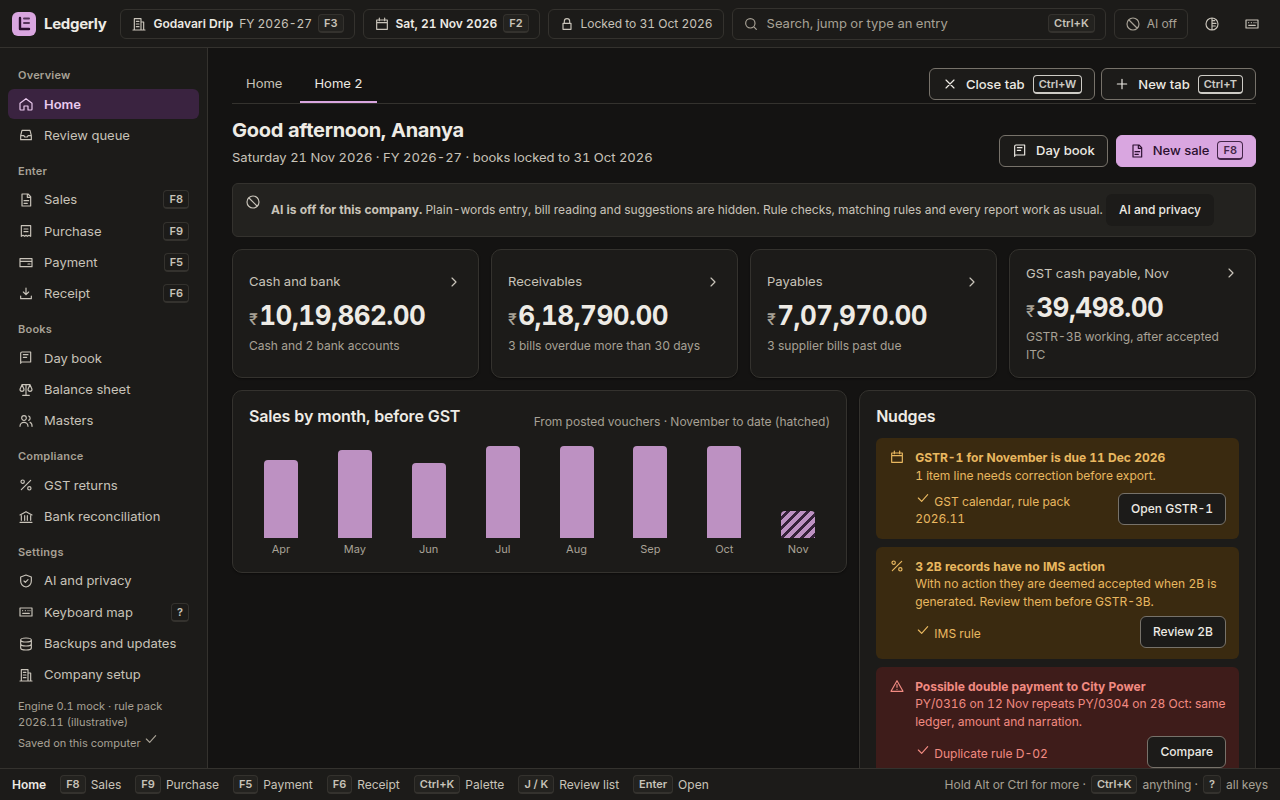 Ledgerly
Godavari Drip FY 2026-27 F3
Sat, 21 Nov 2026 F2
Locked to 31 Oct 2026
Search, jump or type an entry Ctrl+K
AI off
Overview
Home
Review queue
Enter
Sales F8
Purchase F9
Payment F5
Receipt F6
Books
Day book
Balance sheet
Masters
Compliance
GST returns
Bank reconciliation
Settings
AI and privacy
Keyboard map ?
Backups and updates
Company setup
Engine 0.1 mock · rule pack
2026.11 (illustrative)
Saved on this computer
Home
Home 2
Close tab Ctrl+W
New tab Ctrl+T
Good afternoon, Ananya
Saturday 21 Nov 2026 · FY 2026-27 · books locked to 31 Oct 2026
Day book
New sale F8
AI is off for this company. Plain-words entry, bill reading and suggestions are hidden. Rule checks, matching rules and every report work as usual.
AI and privacy
Cash and bank
₹10,19,862.00
Cash and 2 bank accounts
Receivables
₹6,18,790.00
3 bills overdue more than 30 days
Payables
₹7,07,970.00
3 supplier bills past due
GST cash payable, Nov
₹39,498.00
GSTR-3B working, after accepted
ITC
Sales by month, before GST
From posted vouchers · November to date (hatched)
Apr May Jun Jul Aug Sep Oct Nov
Nudges
GSTR-1 for November is due 11 Dec 2026
1 item line needs correction before export.
GST calendar, rule pack
2026.11
Open GSTR-1
3 2B records have no IMS action
With no action they are deemed accepted when 2B is
generated. Review them before GSTR-3B.
IMS rule
Review 2B
Possible double payment to City Power
PY/0316 on 12 Nov repeats PY/0304 on 28 Oct: same
ledger, amount and narration.
Duplicate rule D-02
Compare
Home F8 Sales F9 Purchase F5 Payment F6 Receipt Ctrl+K Palette J / K Review list Enter Open
Hold Alt or Ctrl for more · Ctrl+K anything · ? all keys